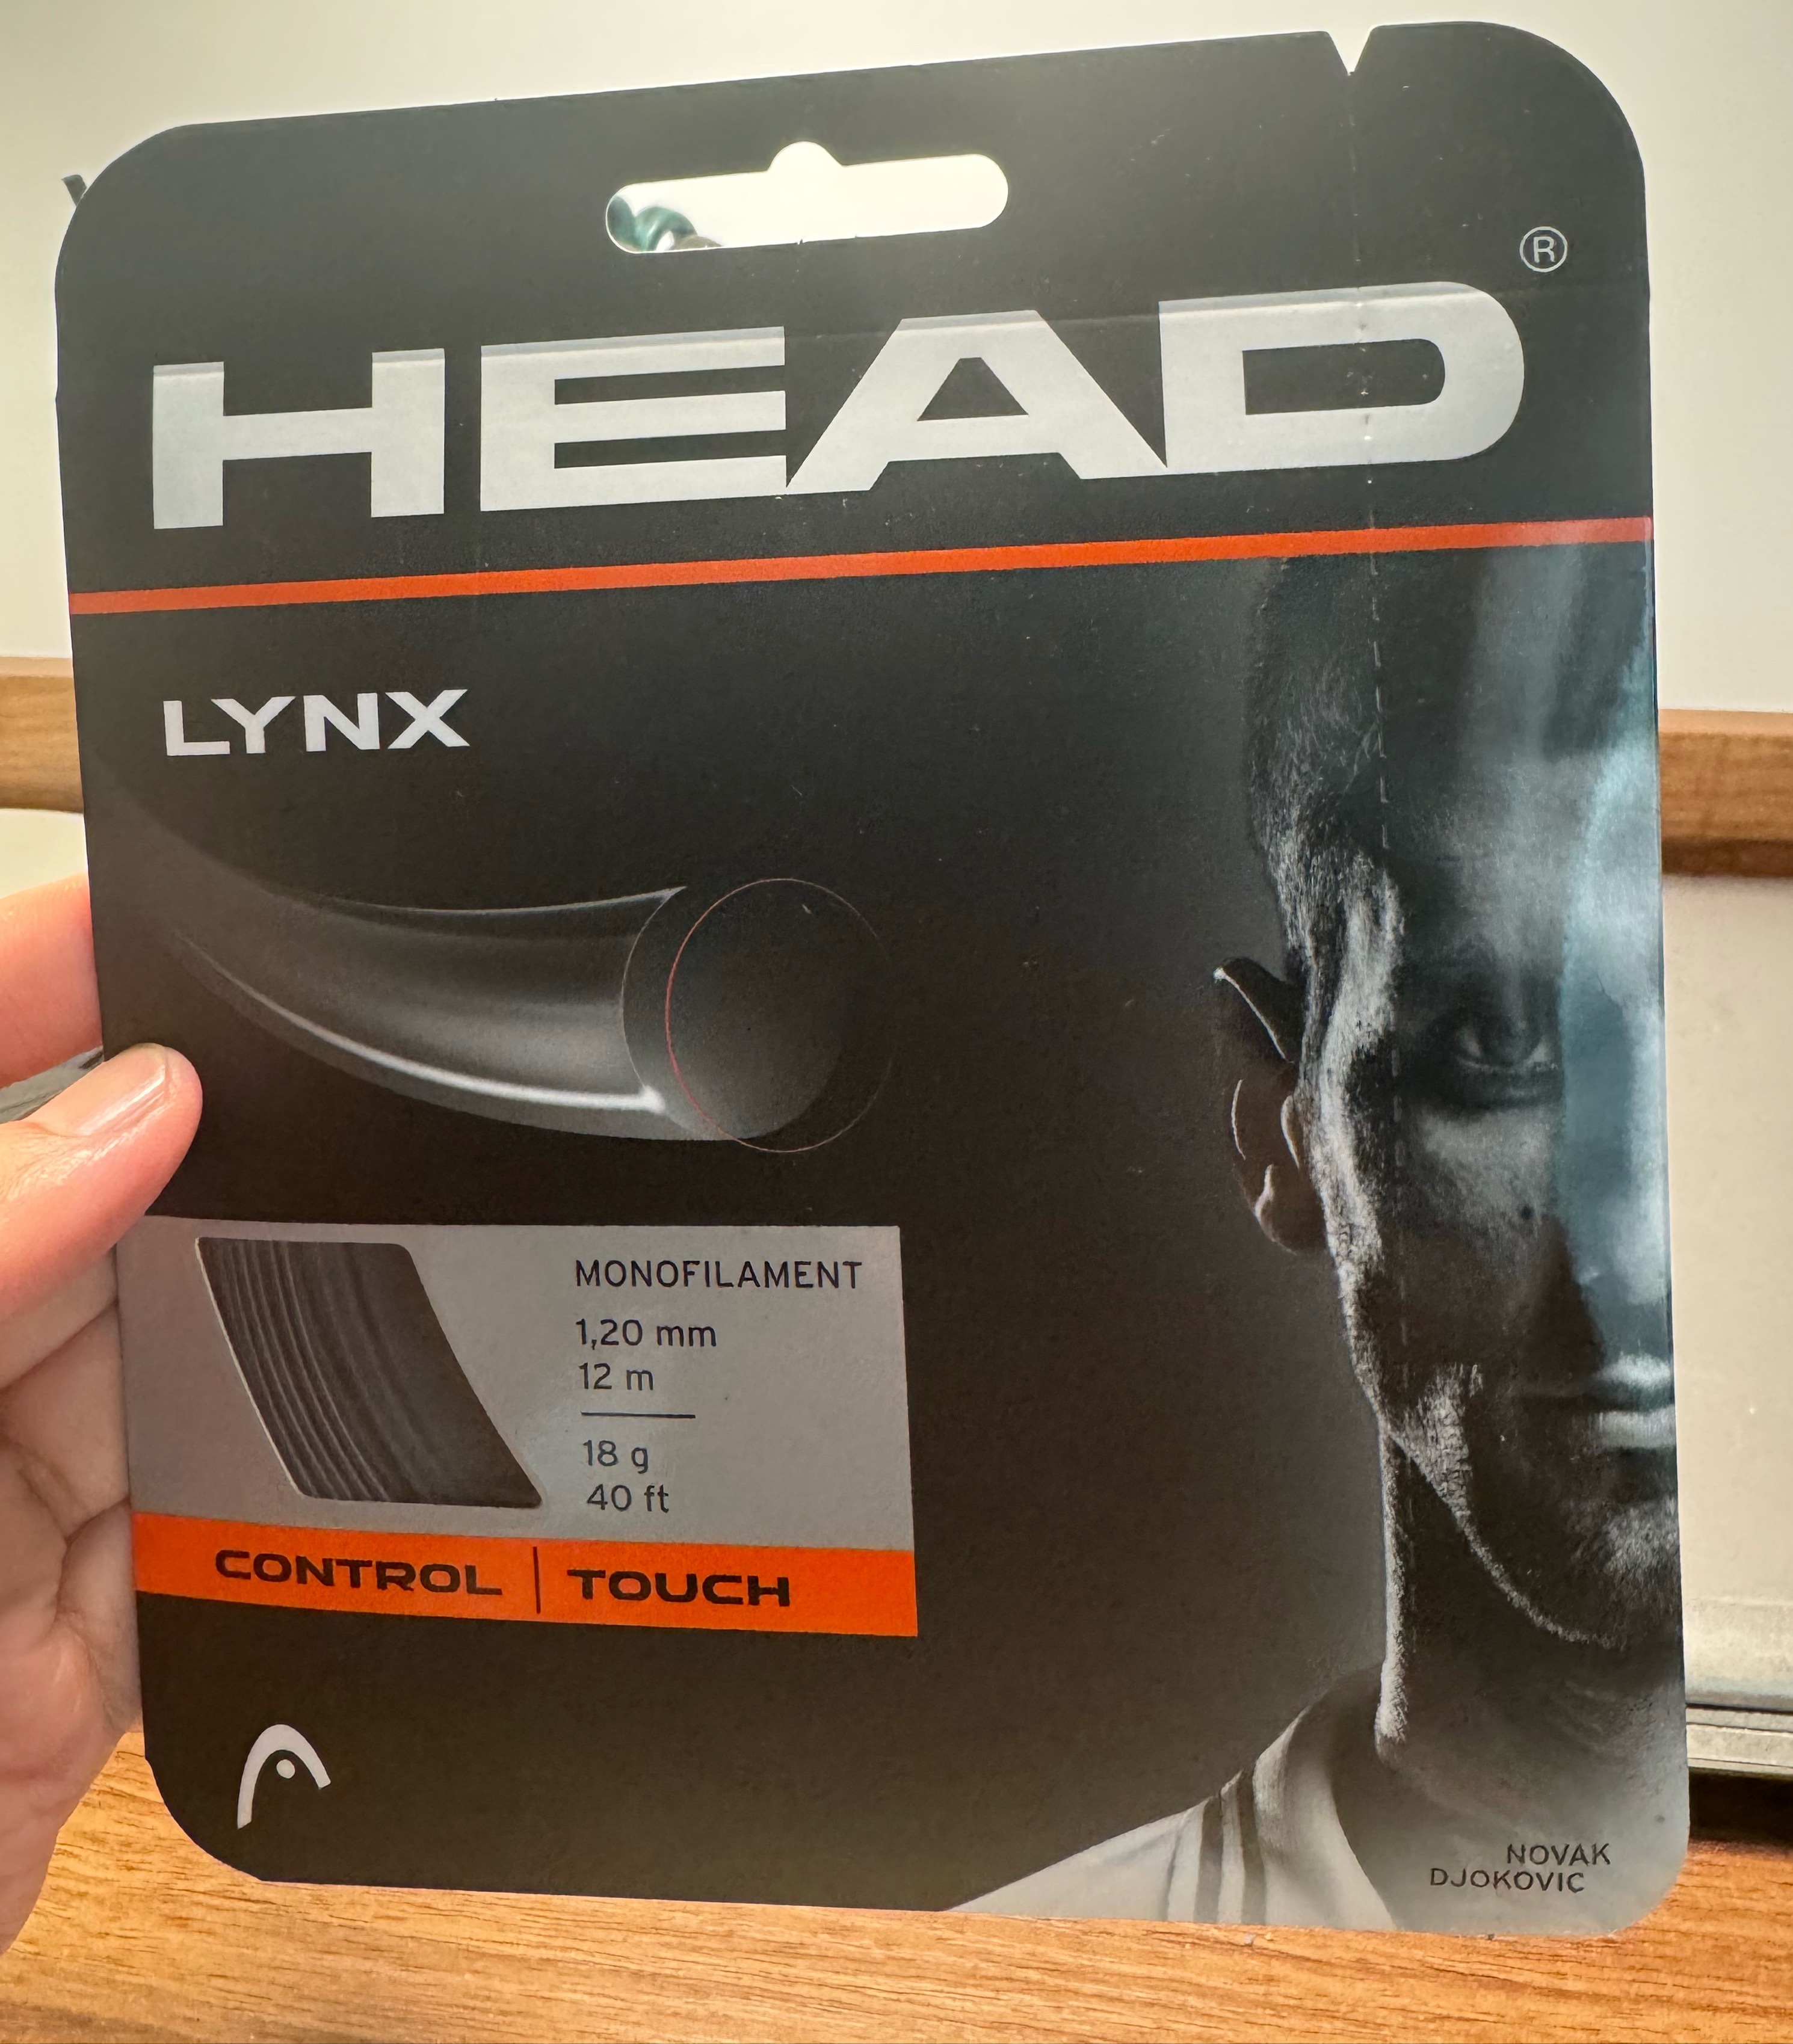 ®
HEAD
LYNX
MONOFILAMENT
1,20 mm
12 m
18 g
40 ft
CONTROL | TOUCH
NOVAK
DJOKOVIC